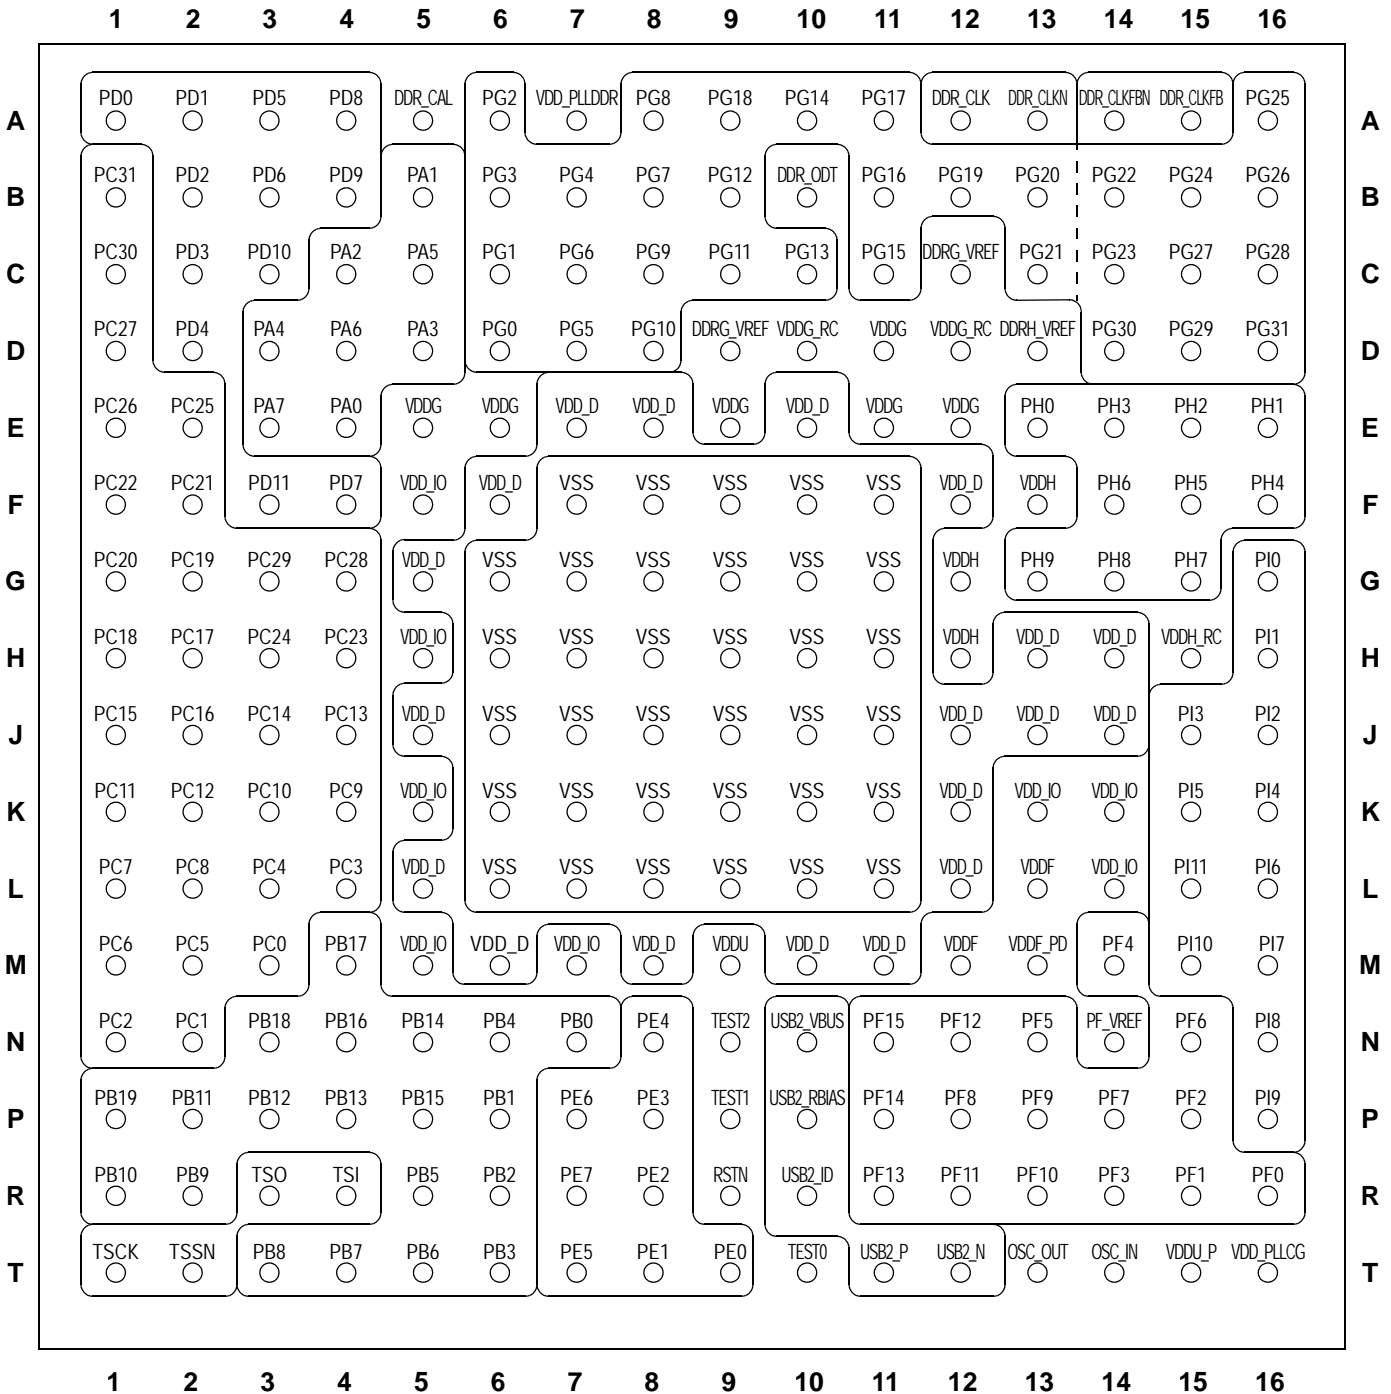 1 2 3 4 5 6 7 8 9 10 11 12 13 14 15 16
A PD0 PD1 PD5 PD8 DDR_CAL PG2 VDD_PLLDDR PG8 PG18 PG14 PG17 DDR_CLK DDR_CLKN DDR_CLKFBN DDR_CLKFB PG25 A
B PC31 PD2 PD6 PD9 PA1 PG3 PG4 PG7 PG12 DDR_ODT PG16 PG19 PG20 PG22 PG24 PG26 B
C PC30 PD3 PD10 PA2 PA5 PG1 PG6 PG9 PG11 PG13 PG15 DDRG_VREF PG21 PG23 PG27 PG28 C
D PC27 PD4 PA4 PA6 PA3 PG0 PG5 PG10 DDRG_VREF VDDG_RC VDDG VDDG_RC DDRH_VREF PG30 PG29 PG31 D
E PC26 PC25 PA7 PA0 VDDG VDDG VDD_D VDD_D VDDG VDD_D VDDG VDDG PH0 PH3 PH2 PH1 E
F PC22 PC21 PD11 PD7 VDD_IO VDD_D VSS VSS VSS VSS VSS VDD_D VDDH PH6 PH5 PH4 F
G PC20 PC19 PC29 PC28 VDD_D VSS VSS VSS VSS VSS VSS VDDH PH9 PH8 PH7 PI0 G
H PC18 PC17 PC24 PC23 VDD_IO VSS VSS VSS VSS VSS VSS VDDH VDD_D VDD_D VDDH_RC PI1 H
J PC15 PC16 PC14 PC13 VDD_D VSS VSS VSS VSS VSS VSS VDD_D VDD_D VDD_D PI3 PI2 J
K PC11 PC12 PC10 PC9 VDD_IO VSS VSS VSS VSS VSS VSS VDD_D VDD_IO VDD_IO PI5 PI4 K
L PC7 PC8 PC4 PC3 VDD_D VSS VSS VSS VSS VSS VSS VDD_D VDDF VDD_IO PI11 PI6 L
M PC6 PC5 PC0 PB17 VDD_IO VDD_D VDD_IO VDD_D VDDU VDD_D VDD_D VDDF VDDF_PD PF4 PI10 PI7 M
N PC2 PC1 PB18 PB16 PB14 PB4 PB0 PE4 TEST2 USB2_VBUS PF15 PF12 PF5 PF_VREF PF6 PI8 N
P PB19 PB11 PB12 PB13 PB15 PB1 PE6 PE3 TEST1 USB2_RBIAS PF14 PF8 PF9 PF7 PF2 PI9 P
R PB10 PB9 TSO TSI PB5 PB2 PE7 PE2 RSTN USB2_ID PF13 PF11 PF10 PF3 PF1 PF0 R
T TSCK TSSN PB8 PB7 PB6 PB3 PE5 PE1 PE0 TEST0 USB2_P USB2_N OSC_OUT OSC_IN VDDU_P VDD_PLLCG T
1 2 3 4 5 6 7 8 9 10 11 12 13 14 15 16